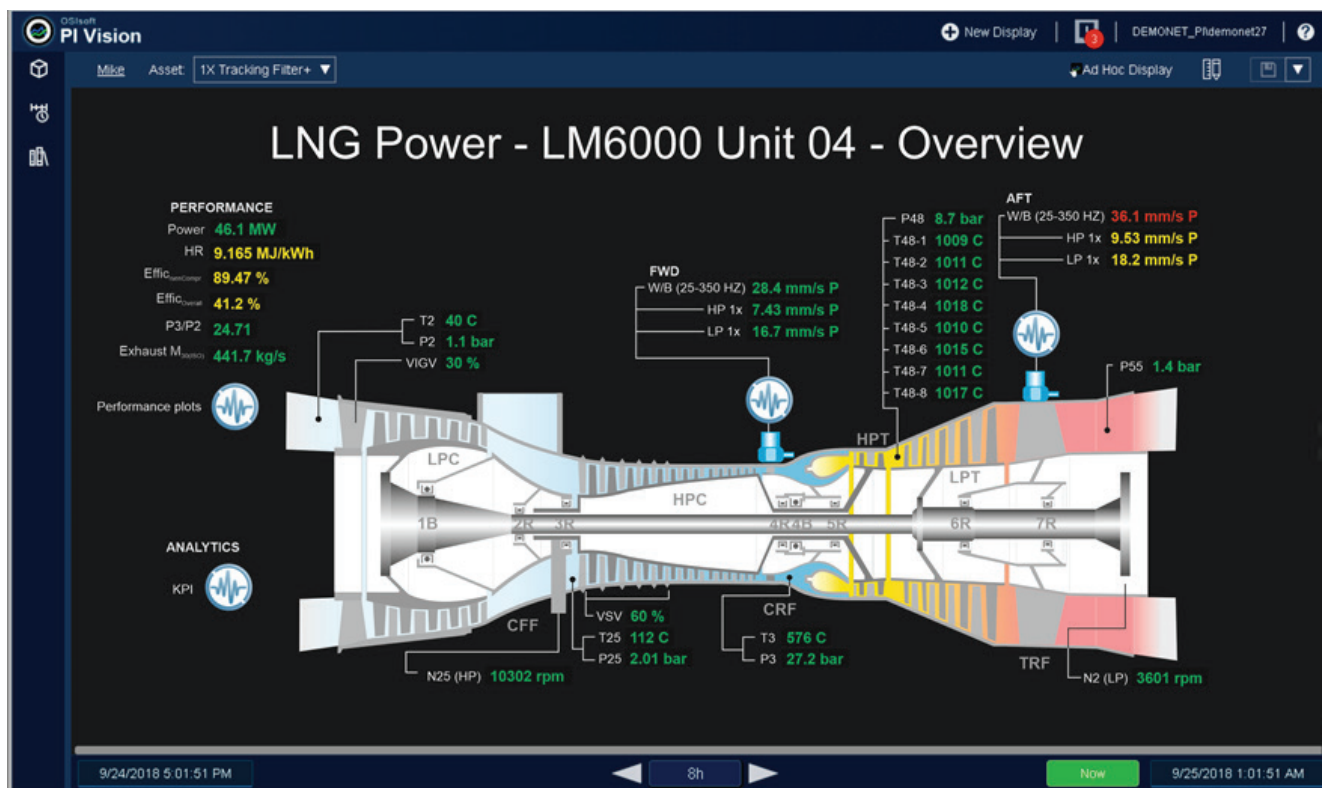 OSIsoft
PI Vision
New Display
3
DEMONET_PI\demonet27
?
Mike
Asset:
1X Tracking Filter+
Ad Hoc Display
LNG Power - LM6000 Unit 04 - Overview
PERFORMANCE
Power 46.1 MW
HR 9.165 MJ/kWh
Effic 89.47 %
Effic Overall 41.2 %
P3/P2 24.71
Exhaust M 441.7 kg/s
Performance plots
T2 40 C
P2 1.1 bar
VIGV 30 %
FWD
W/B (25-350 HZ) 28.4 mm/s P
HP 1x 7.43 mm/s P
LP 1x 16.7 mm/s P
P48 8.7 bar
T48-1 1009 C
T48-2 1011 C
T48-3 1012 C
T48-4 1018 C
T48-5 1010 C
T48-6 1015 C
T48-7 1011 C
T48-8 1017 C
AFT
W/B (25-350 HZ) 36.1 mm/s P
HP 1x 9.53 mm/s P
LP 1x 18.2 mm/s P
P55 1.4 bar
LPC
HPC
HPT
LPT
1B
2R
3R
4R
4B
5R
6R
7R
ANALYTICS
KPI
CFF
CRF
TRF
VSV 60 %
T25 112 C
P25 2.01 bar
T3 576 C
P3 27.2 bar
N25 (HP) 10302 rpm
N2 (LP) 3601 rpm
9/24/2018 5:01:51 PM
8h
Now
9/25/2018 1:01:51 AM